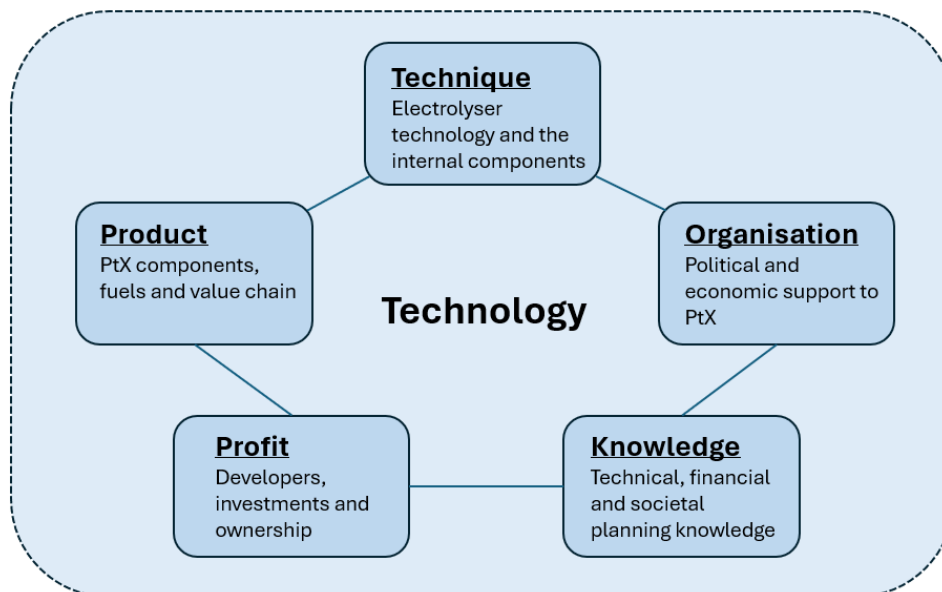 Technique
Electrolyser
technology and the
internal components
Product
PtX components,
fuels and value chain
Organisation
Political and
economic support to
PtX
Technology
Profit
Developers,
investments and
ownership
Knowledge
Technical, financial
and societal
planning knowledge